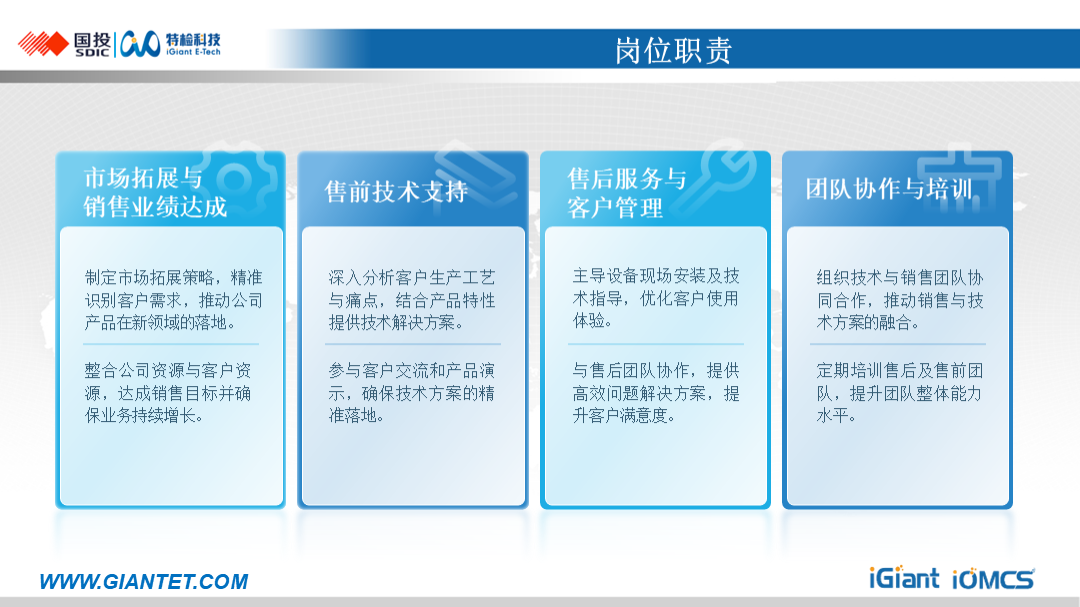 国投
SDIC
特检科技
iGiant E-Tech
岗位职责
市场拓展与
销售业绩达成
制定市场拓展策略，精准
识别客户需求，推动公司
产品在新领域的落地。
整合公司资源与客户资
源，达成销售目标并确
保业务持续增长。
售前技术支持
深入分析客户生产工艺
与痛点，结合产品特性
提供技术解决方案。
参与客户交流和产品演
示，确保技术方案的精
准落地。
售后服务与
客户管理
主导设备现场安装及技
术指导，优化客户使用
体验。
与售后团队协作，提供
高效问题解决方案，提
升客户满意度。
团队协作与培训
组织技术与销售团队协
同合作，推动销售与技
术方案的融合。
定期培训售后及售前团
队，提升团队整体能力
水平。
WWW.GIANTET.COM
iGiant iOMCS